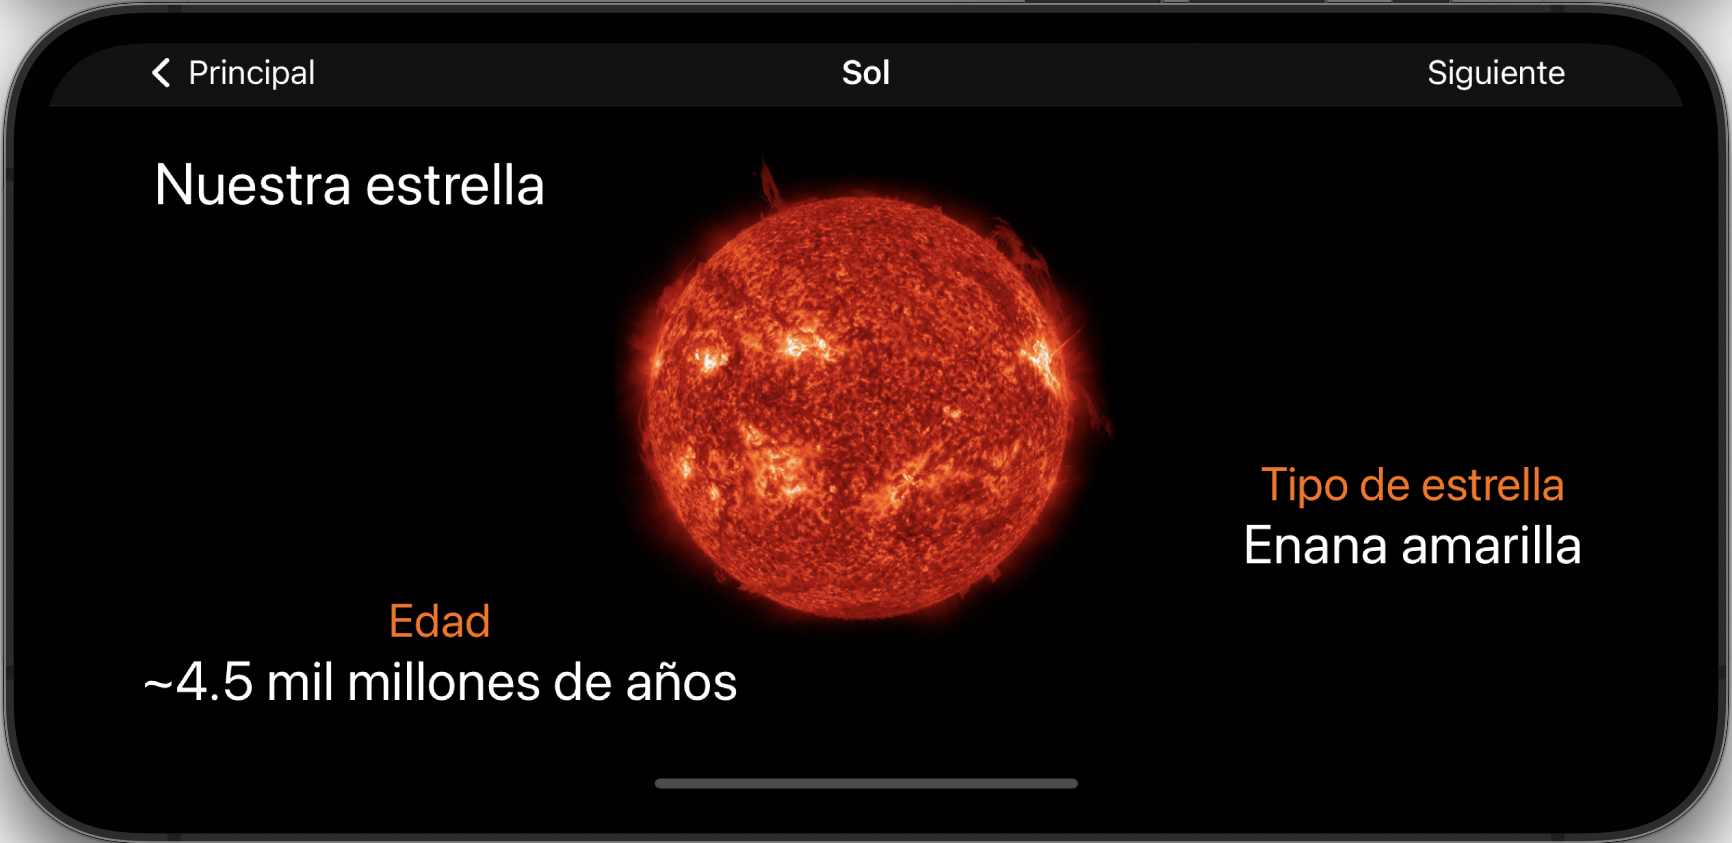 Principal
Sol
Siguiente
Nuestra estrella
Tipo de estrella
Enana amarilla
Edad
~4.5 mil millones de años